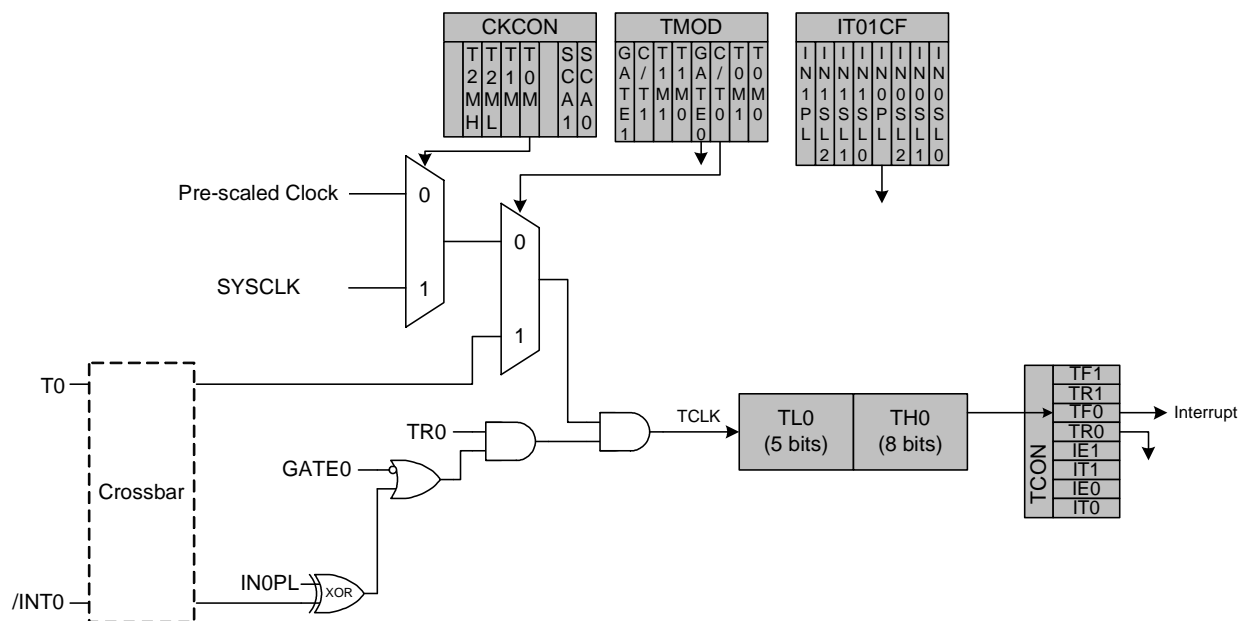 CKCON
T2MH
T2ML
T1M
T0M
SCA1
SCA0
TMOD
GATE1
C/T1
T1M1
T1M0
GATE0
C/T0
T0M1
T0M0
IT01CF
IN1PL
IN1SL2
IN1SL1
IN1SL0
IN0PL
IN0SL2
IN0SL1
IN0SL0
Pre-scaled Clock
0
SYSCLK
1
0
1
T0
Crossbar
/INT0
TR0
GATE0
IN0PL
XOR
TCLK
TL0
(5 bits)
TH0
(8 bits)
TCON
TF1
TR1
TF0
TR0
IE1
IT1
IE0
IT0
Interrupt